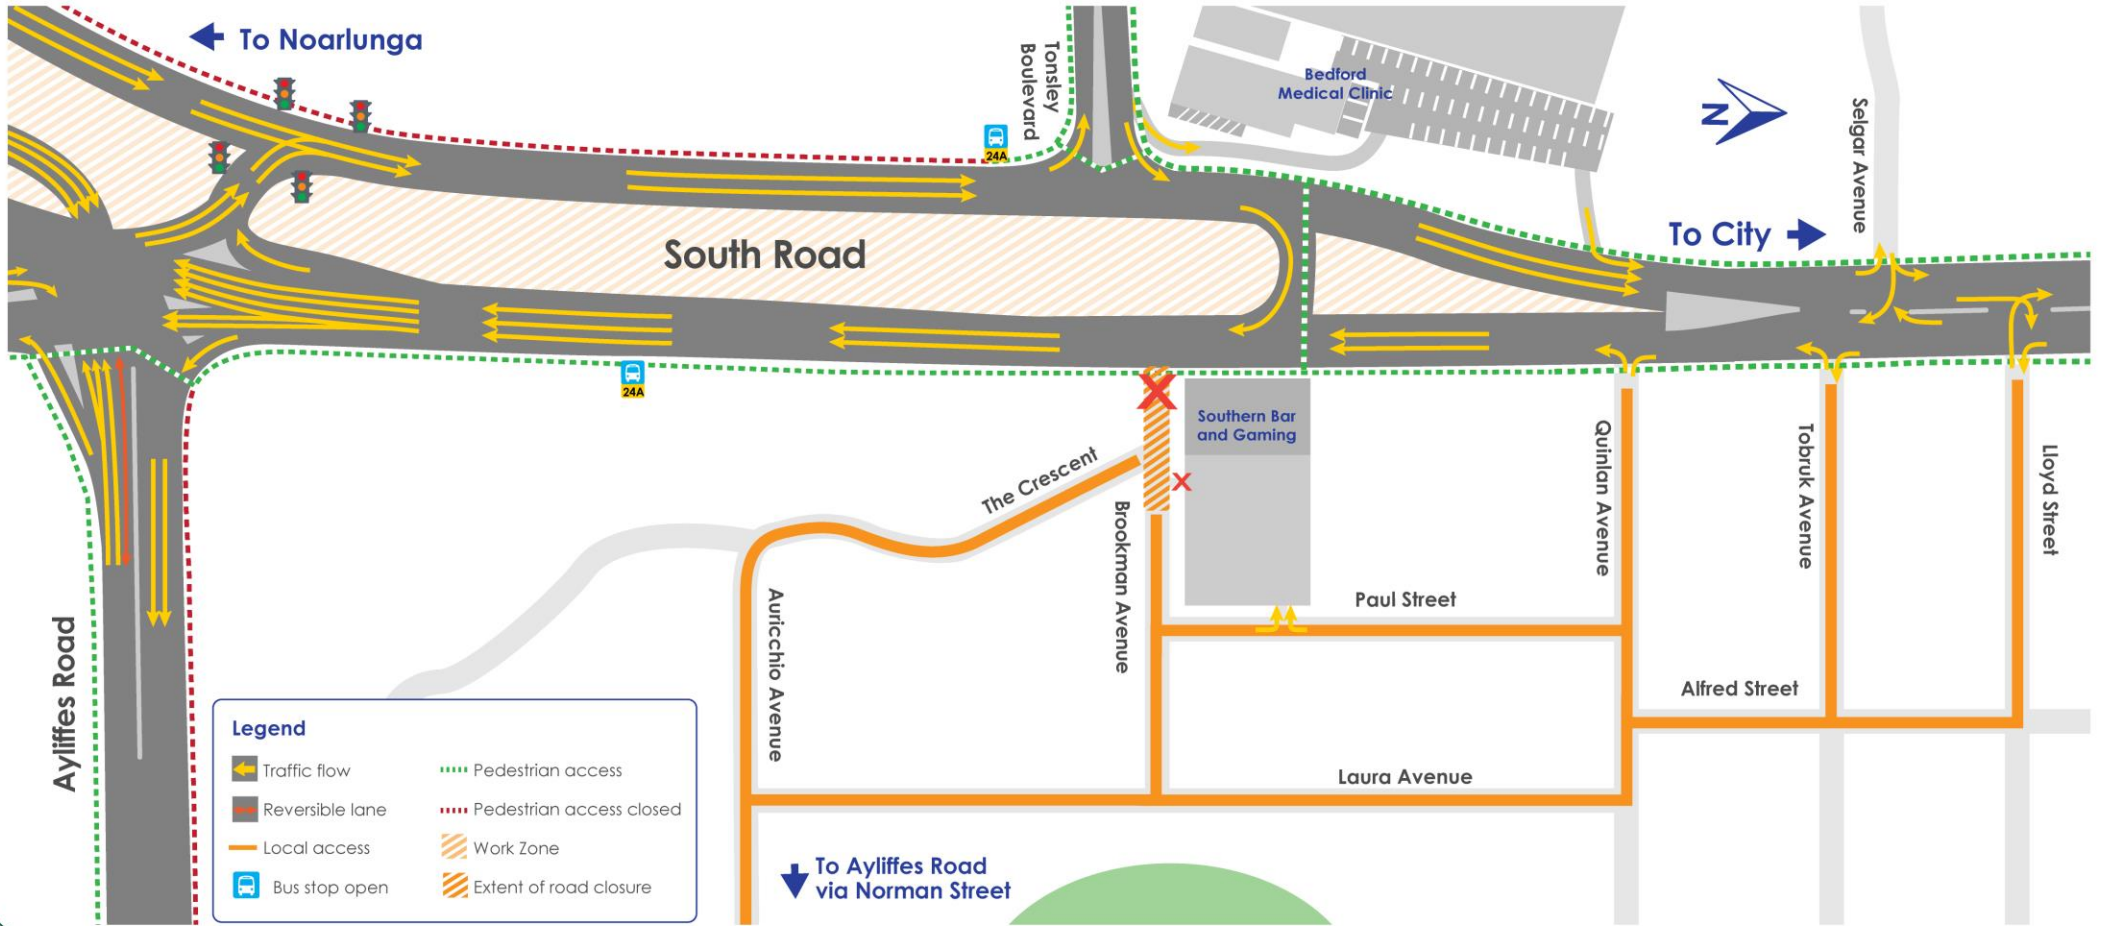 To Noarlunga
Tonsley
Boulevard
24A
Bedford
Medical Clinic
N
Selgar Avenue
To City
South Road
24A
Southern Bar
and Gaming
The Crescent
Brookman Avenue
Quinlan Avenue
Tobruk Avenue
Lloyd Street
Paul Street
Auricchio Avenue
Alfred Street
Laura Avenue
Ayliffes Road
To Ayliffes Road
via Norman Street
Legend
Traffic flow
Pedestrian access
Reversible lane
Pedestrian access closed
Local access
Work Zone
Bus stop open
Extent of road closure